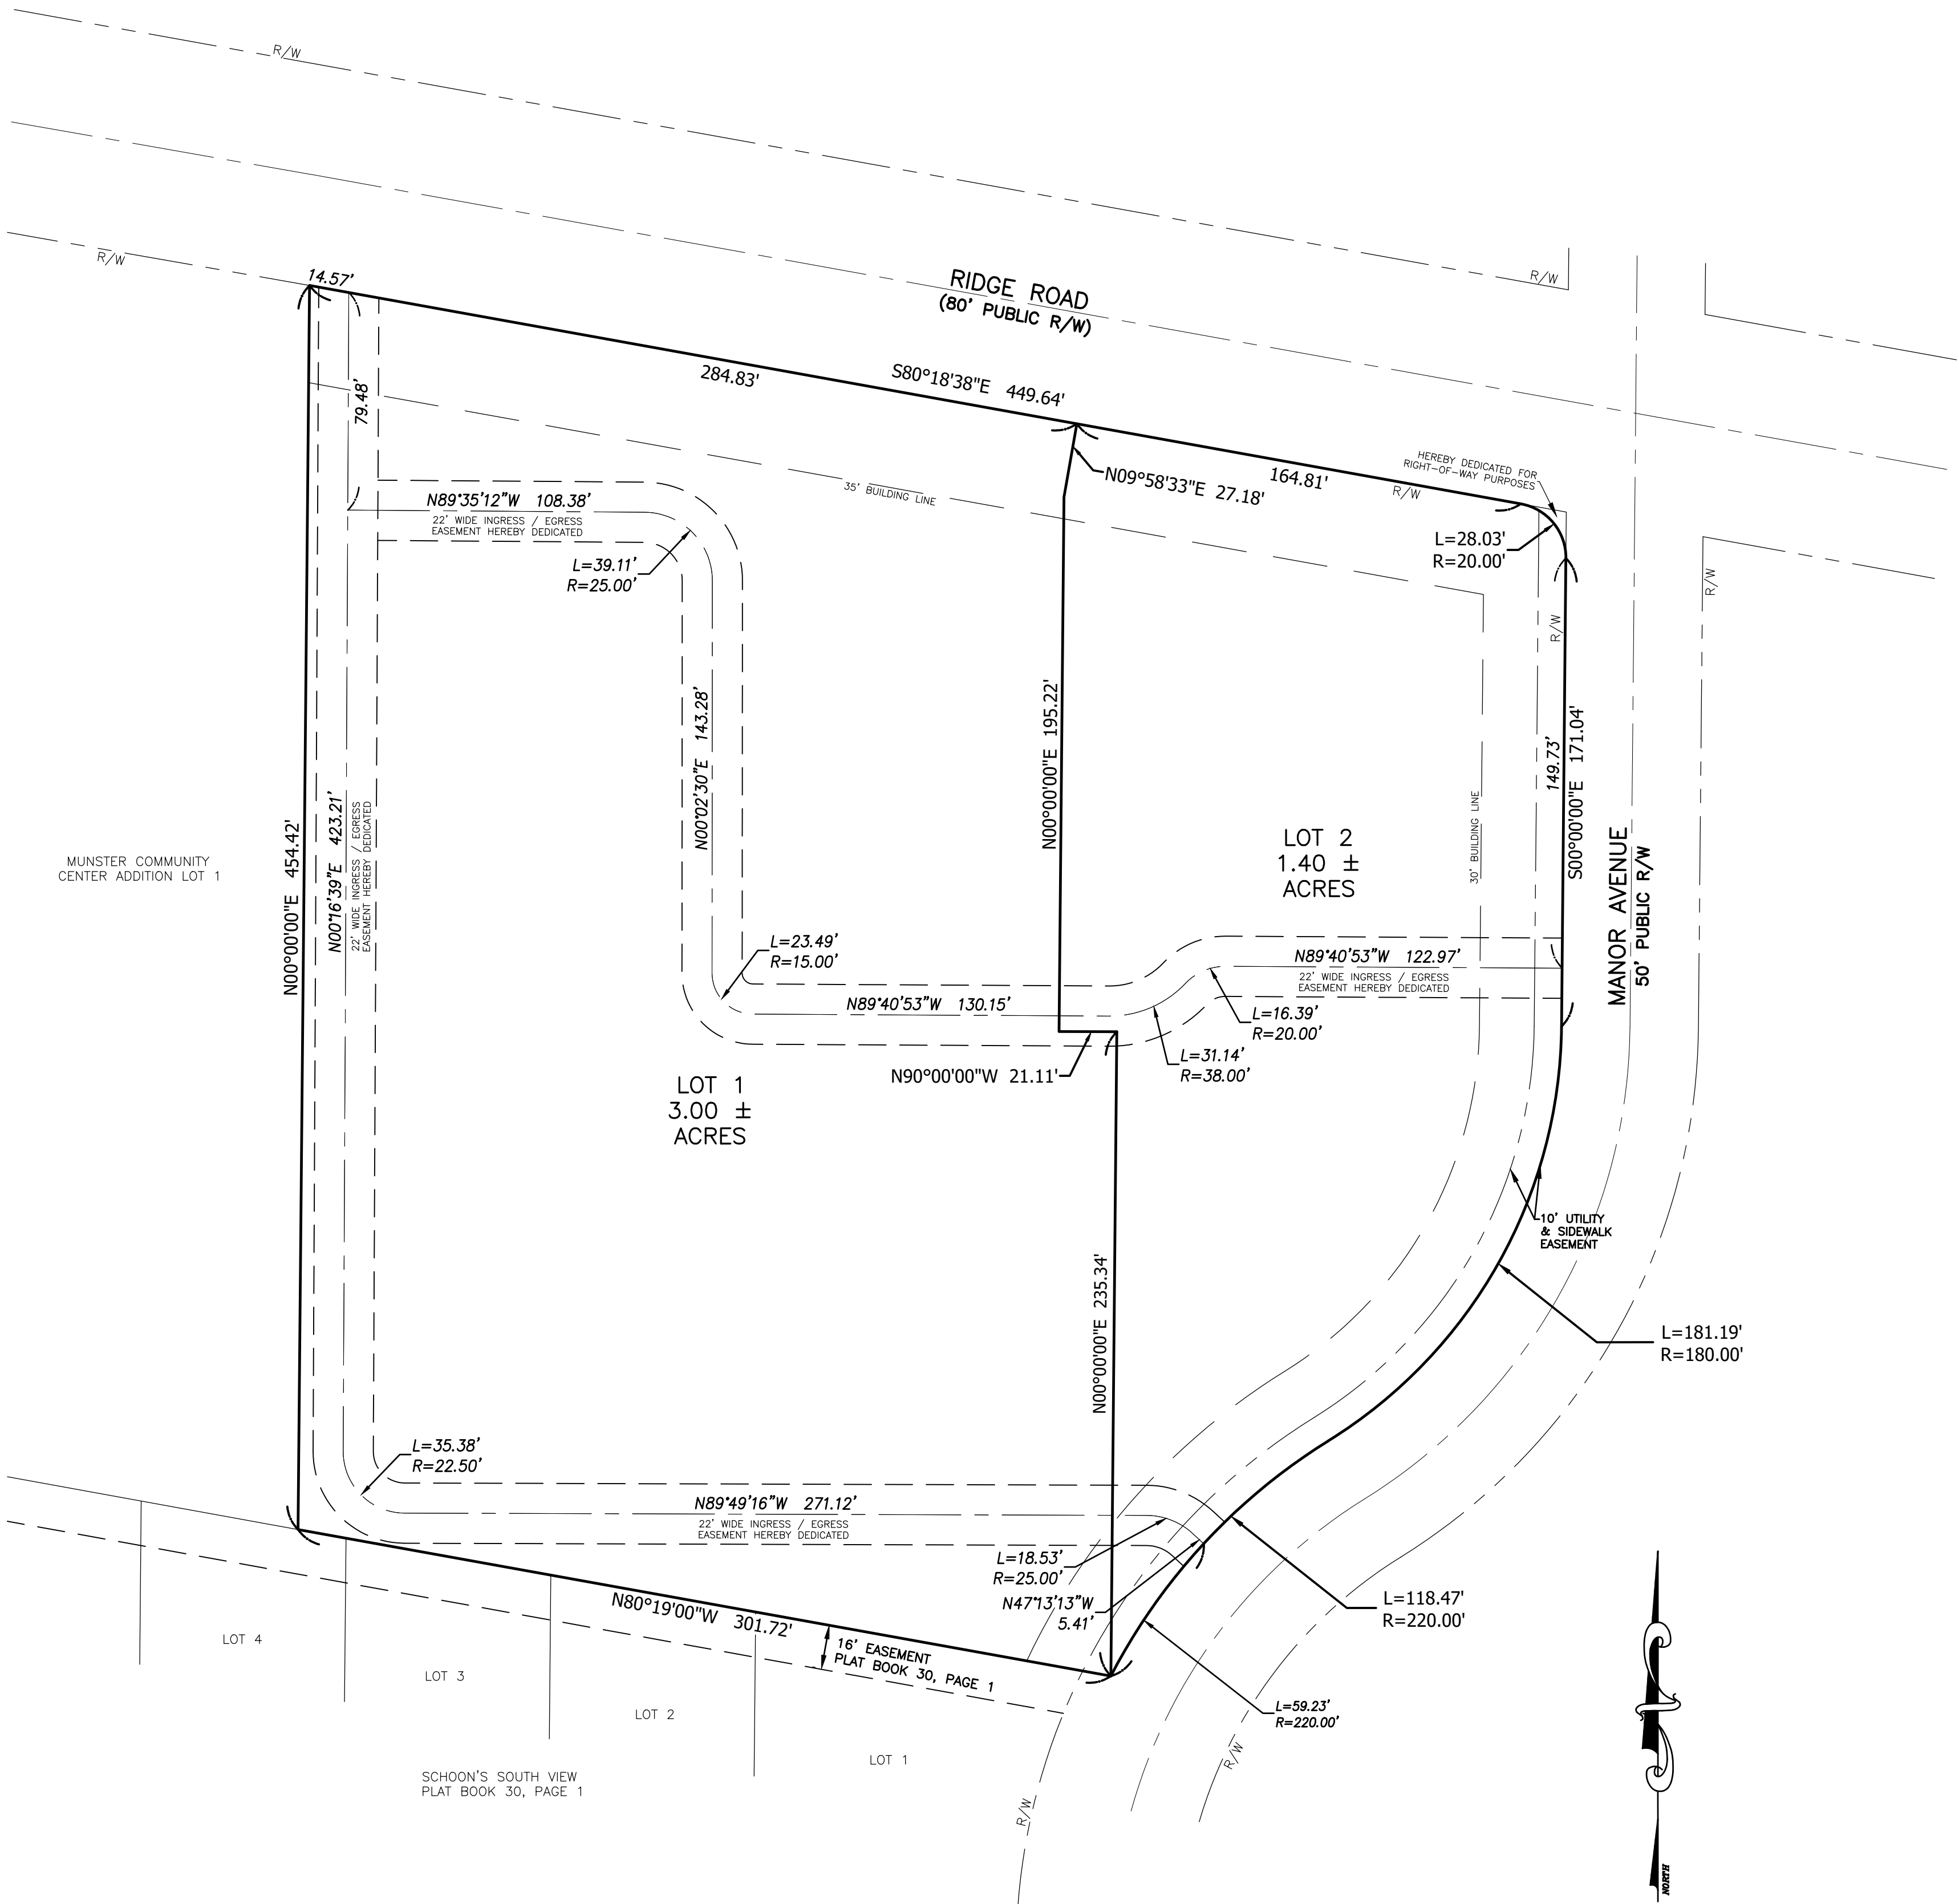 R/W
R/W
14.57'
RIDGE ROAD
(80' PUBLIC R/W)
R/W
284.83'
S80°18'38"E 449.64'
79.48'
HEREBY DEDICATED FOR
RIGHT-OF-WAY PURPOSES
N09°58'33"E 27.18'
164.81'
R/W
35' BUILDING LINE
N89°35'12"W 108.38'
22' WIDE INGRESS / EGRESS
EASEMENT HEREBY DEDICATED
L=28.03'
R=20.00'
L=39.11'
R=25.00'
R/W
R/W
N00°02'30"E 143.28'
N00°00'00"E 195.22'
149.73'
S00°00'00"E 171.04'
MUNSTER COMMUNITY
CENTER ADDITION LOT 1
N00°00'00"E 454.42'
N00°16'39"E 423.21'
22' WIDE INGRESS / EGRESS
EASEMENT HEREBY DEDICATED
LOT 2
1.40 ±
ACRES
30' BUILDING LINE
MANOR AVENUE
50' PUBLIC R/W
L=23.49'
R=15.00'
N89°40'53"W 122.97'
22' WIDE INGRESS / EGRESS
EASEMENT HEREBY DEDICATED
N89°40'53"W 130.15'
L=16.39'
R=20.00'
L=31.14'
R=38.00'
N90°00'00"W 21.11'
LOT 1
3.00 ±
ACRES
10' UTILITY
& SIDEWALK
EASEMENT
N00°00'00"E 235.34'
L=181.19'
R=180.00'
L=35.38'
R=22.50'
N89°49'16"W 271.12'
22' WIDE INGRESS / EGRESS
EASEMENT HEREBY DEDICATED
L=18.53'
R=25.00'
N47°13'13"W
5.41'
L=118.47'
R=220.00'
N80°19'00"W 301.72'
16' EASEMENT
PLAT BOOK 30, PAGE 1
LOT 4
LOT 3
LOT 2
LOT 1
L=59.23'
R=220.00'
R/W
R/W
SCHOON'S SOUTH VIEW
PLAT BOOK 30, PAGE 1
NORTH